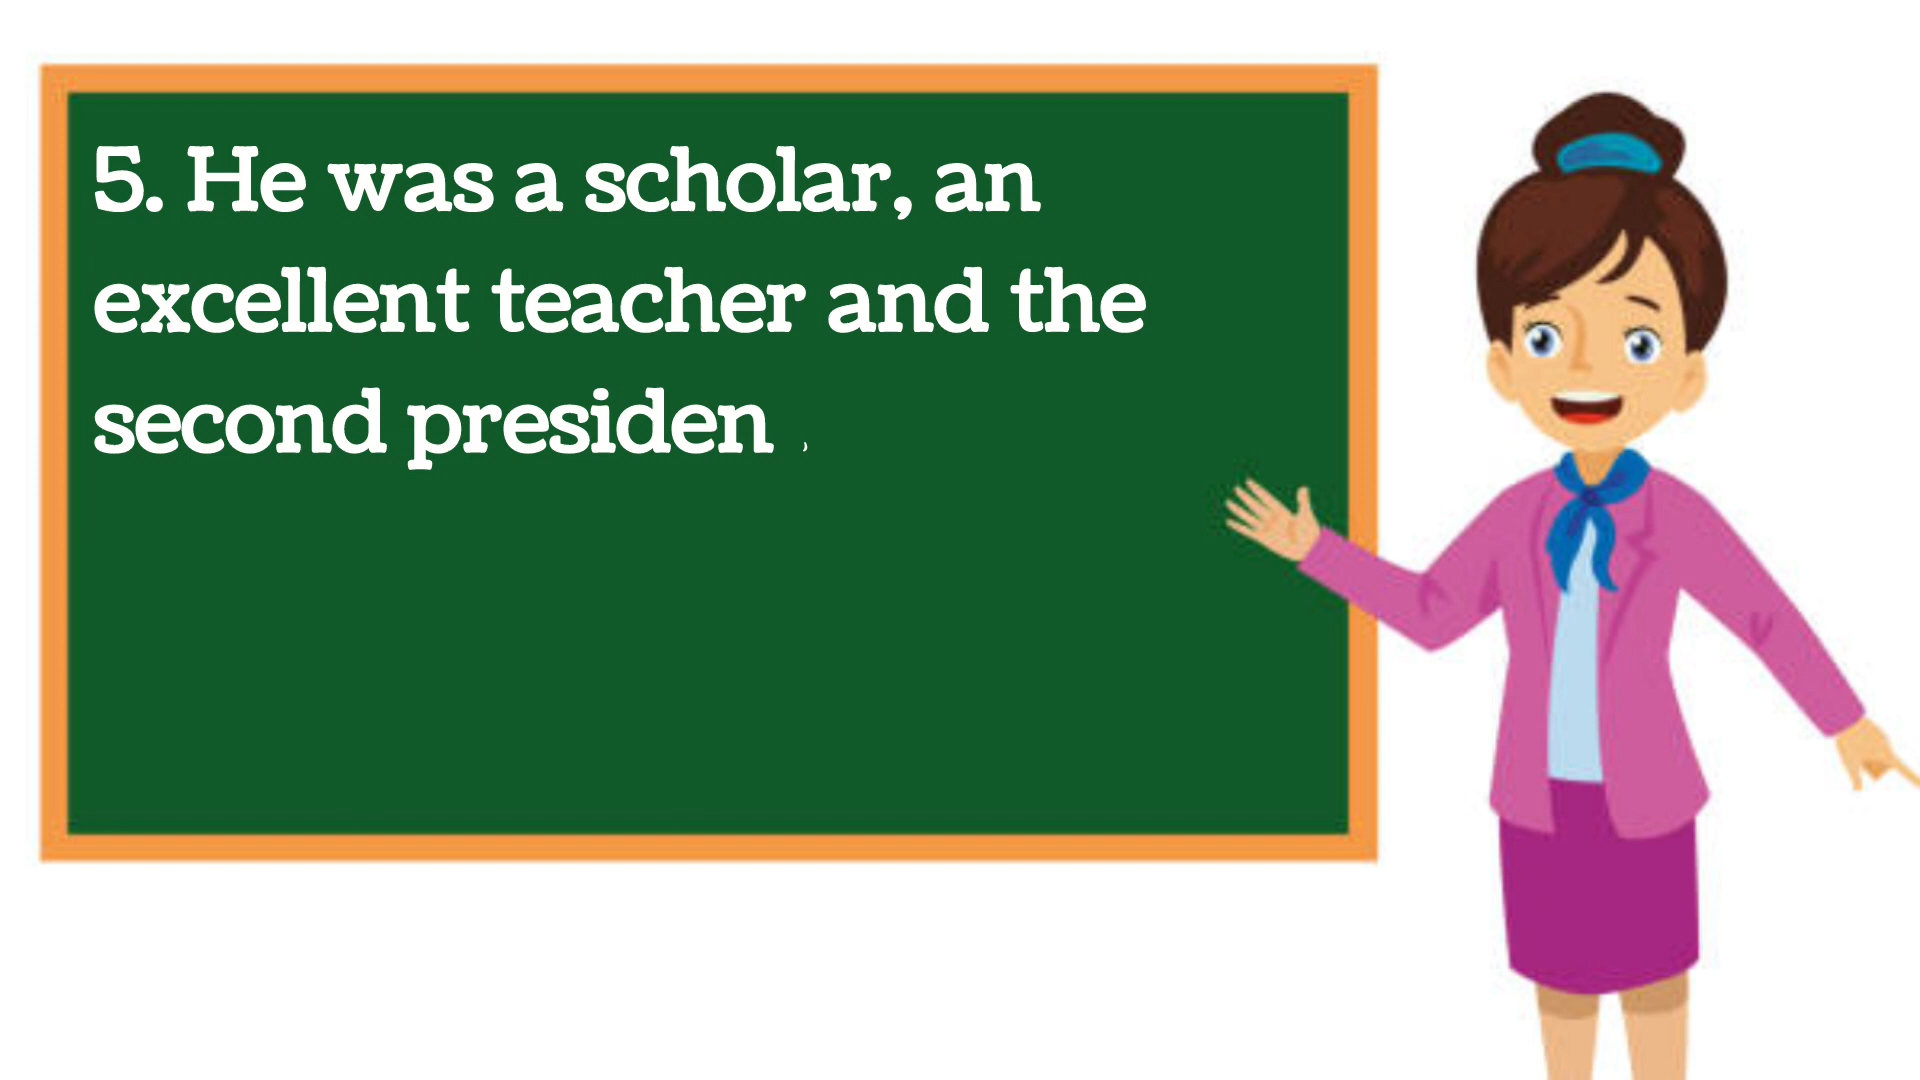 5. He was a scholar, an
excellent teacher and the
second presiden